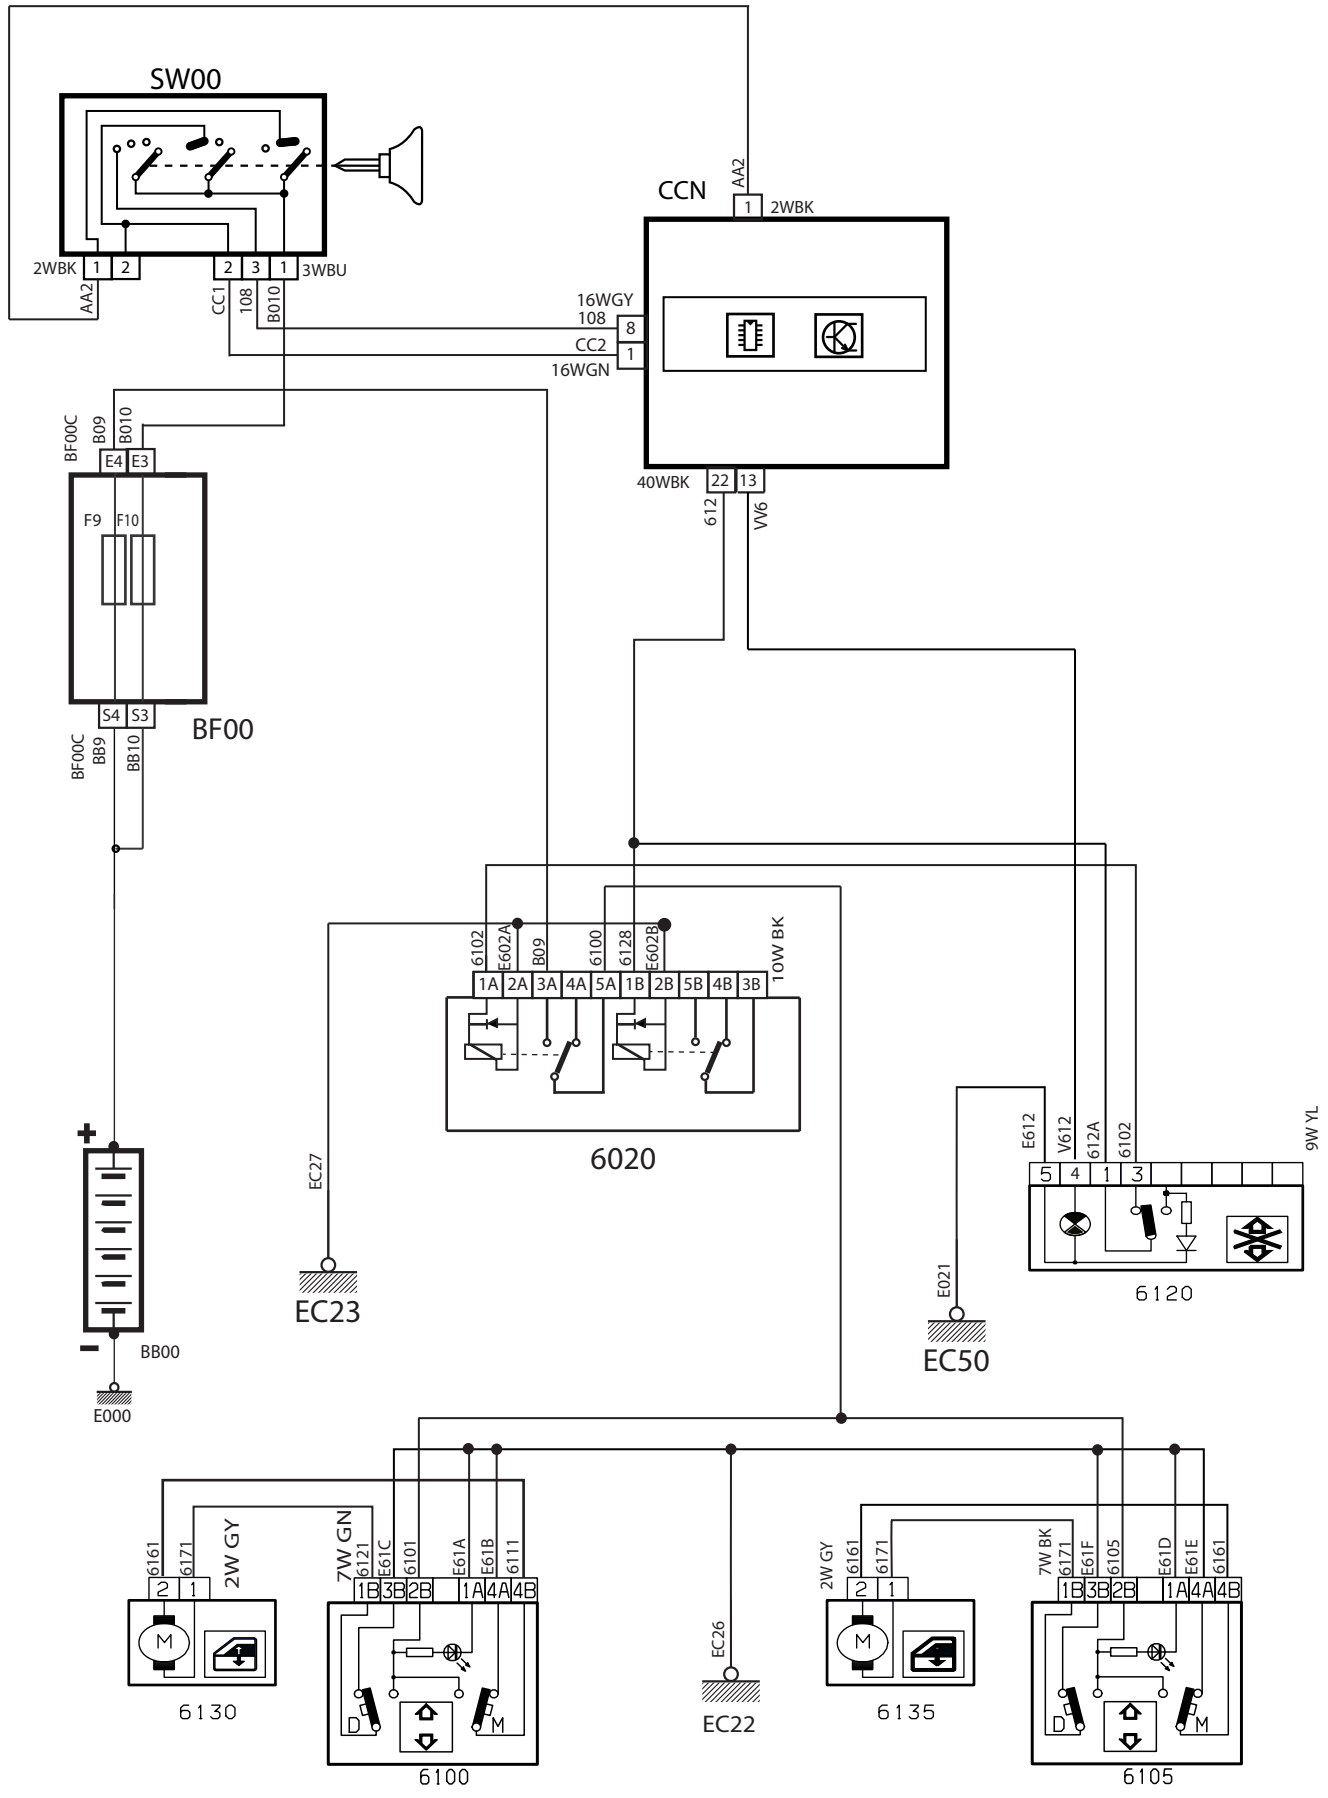 SW00
2WBK 1 2 2 3 1 3WBU
AA2 CC1 108 B010
AA2
CCN
1 2WBK
16WGY
108
8
CC2
1
16WGN
40WBK 22 13
612 VV6
BF00C B09 B010
E4 E3
F9 F10
S4 S3
BF00C BB9 BB10
BF00
+
−
BB00
E000
6102 E602A B09 6100 6128 E602B 10W BK
1A 2A 3A 4A 5A 1B 2B 5B 4B 3B
6020
EC27
EC23
E612 V612 612A 6102 9W YL
5 4 1 3
6120
E021
EC50
6161 6171 2W GY
2 1
M
6130
7W GN 6121 E61C 6101 E61A E61B 6111
1B 3B 2B 1A 4A 4B
D M
6100
EC26
EC22
2W GY 6161 6171
2 1
M
6135
7W BK 6171 E61F 6105 E61D E61E 6161
1B 3B 2B 1A 4A 4B
D M
6105